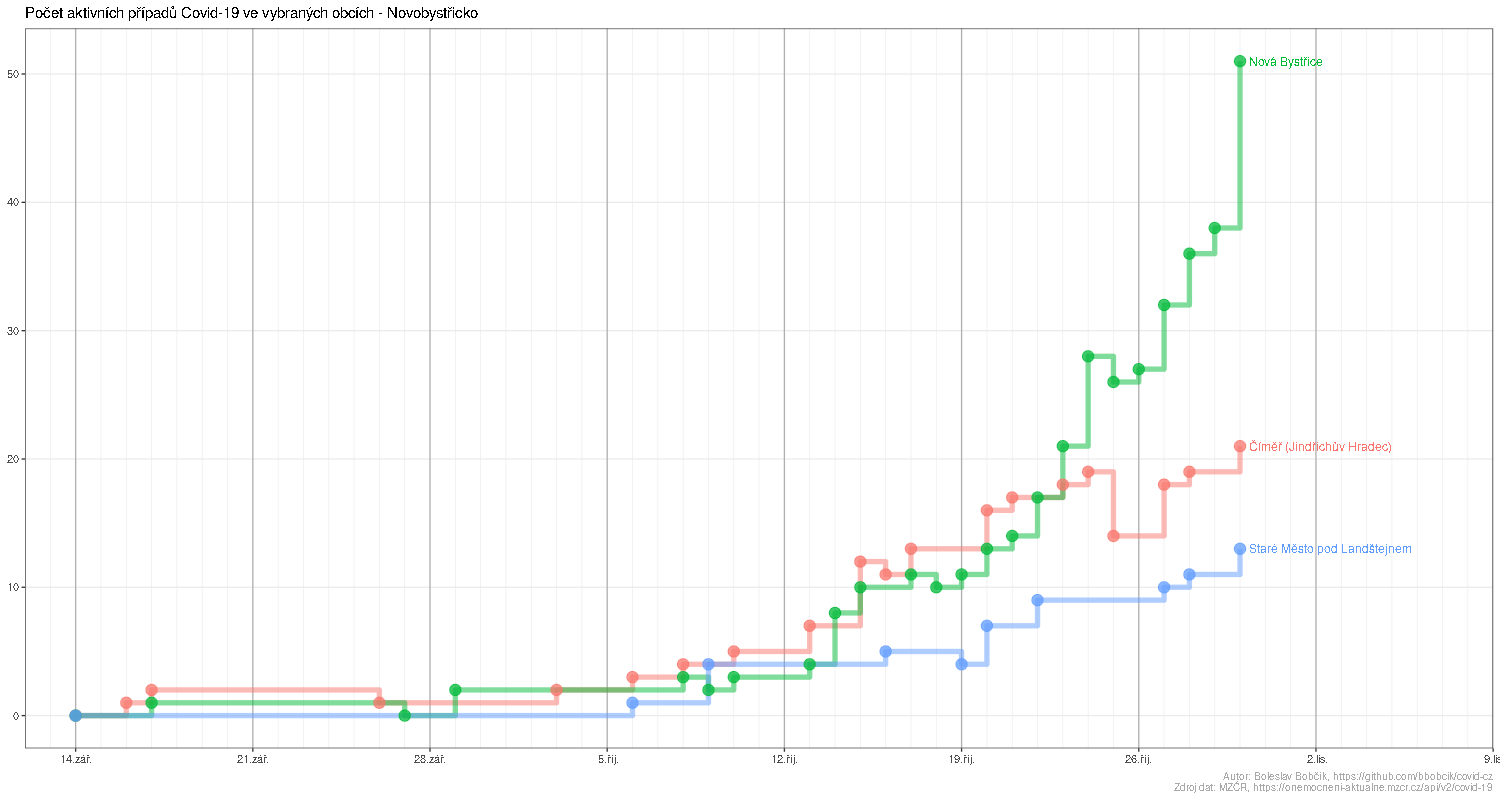 Počet aktivních případů Covid-19 ve vybraných obcích - Novobystřicko
50
40
30
20
10
0
Nová Bystřice
Číměř (Jindřichův Hradec)
Staré Město pod Landštejnem
14.zář. 21.zář. 28.zář. 5.říj. 12.říj. 19.říj. 26.říj. 2.lis. 9.lis
Autor: Boleslav Bobčík, https://github.com/bbobcik/covid-cz
Zdroj dat: MZČR, https://onemocneni-aktualne.mzcr.cz/api/v2/covid-19